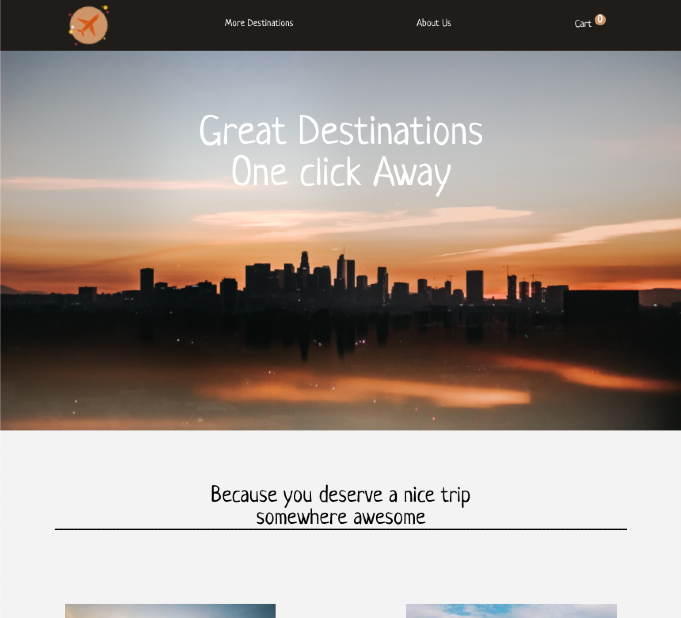 More Destinations
About Us
Cart 0
Great Destinations
One click Away
Because you deserve a nice trip
somewhere awesome